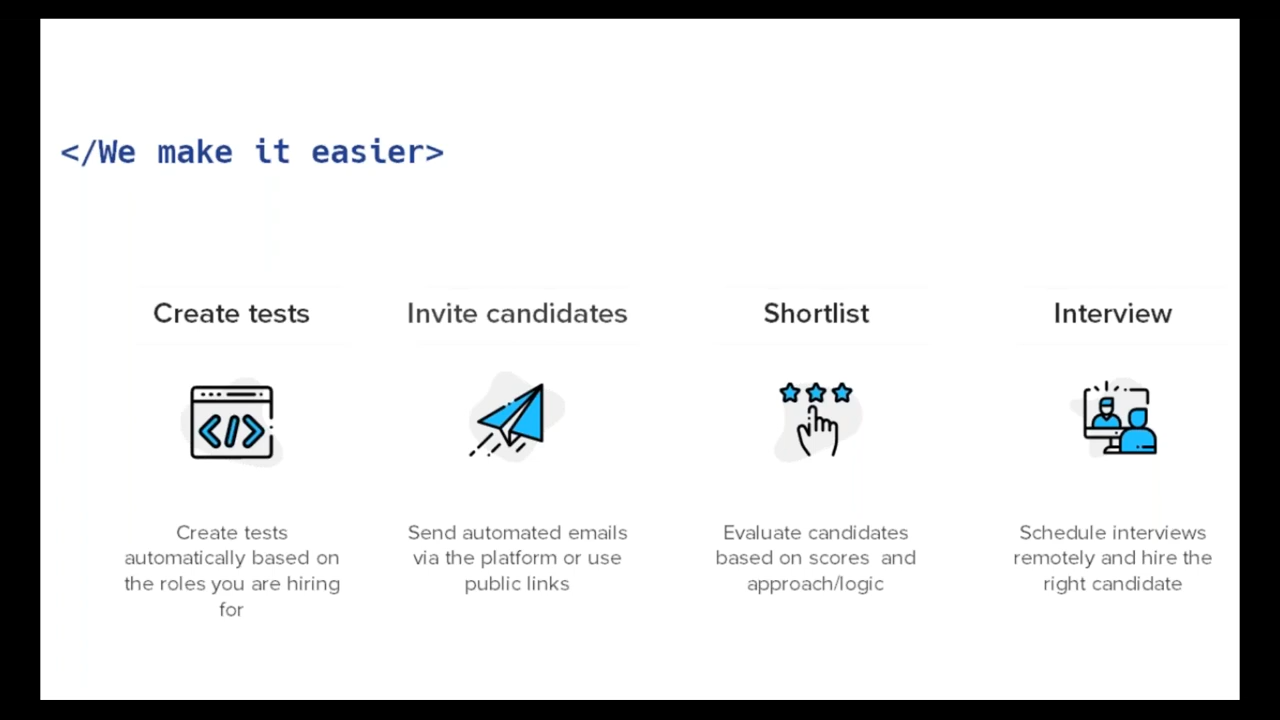 </We make it easier>
Create tests
Invite candidates
Shortlist
Interview
Create tests
automatically based on
the roles you are hiring
for
Send automated emails
via the platform or use
public links
Evaluate candidates
based on scores  and
approach/logic
Schedule interviews
remotely and hire the
right candidate